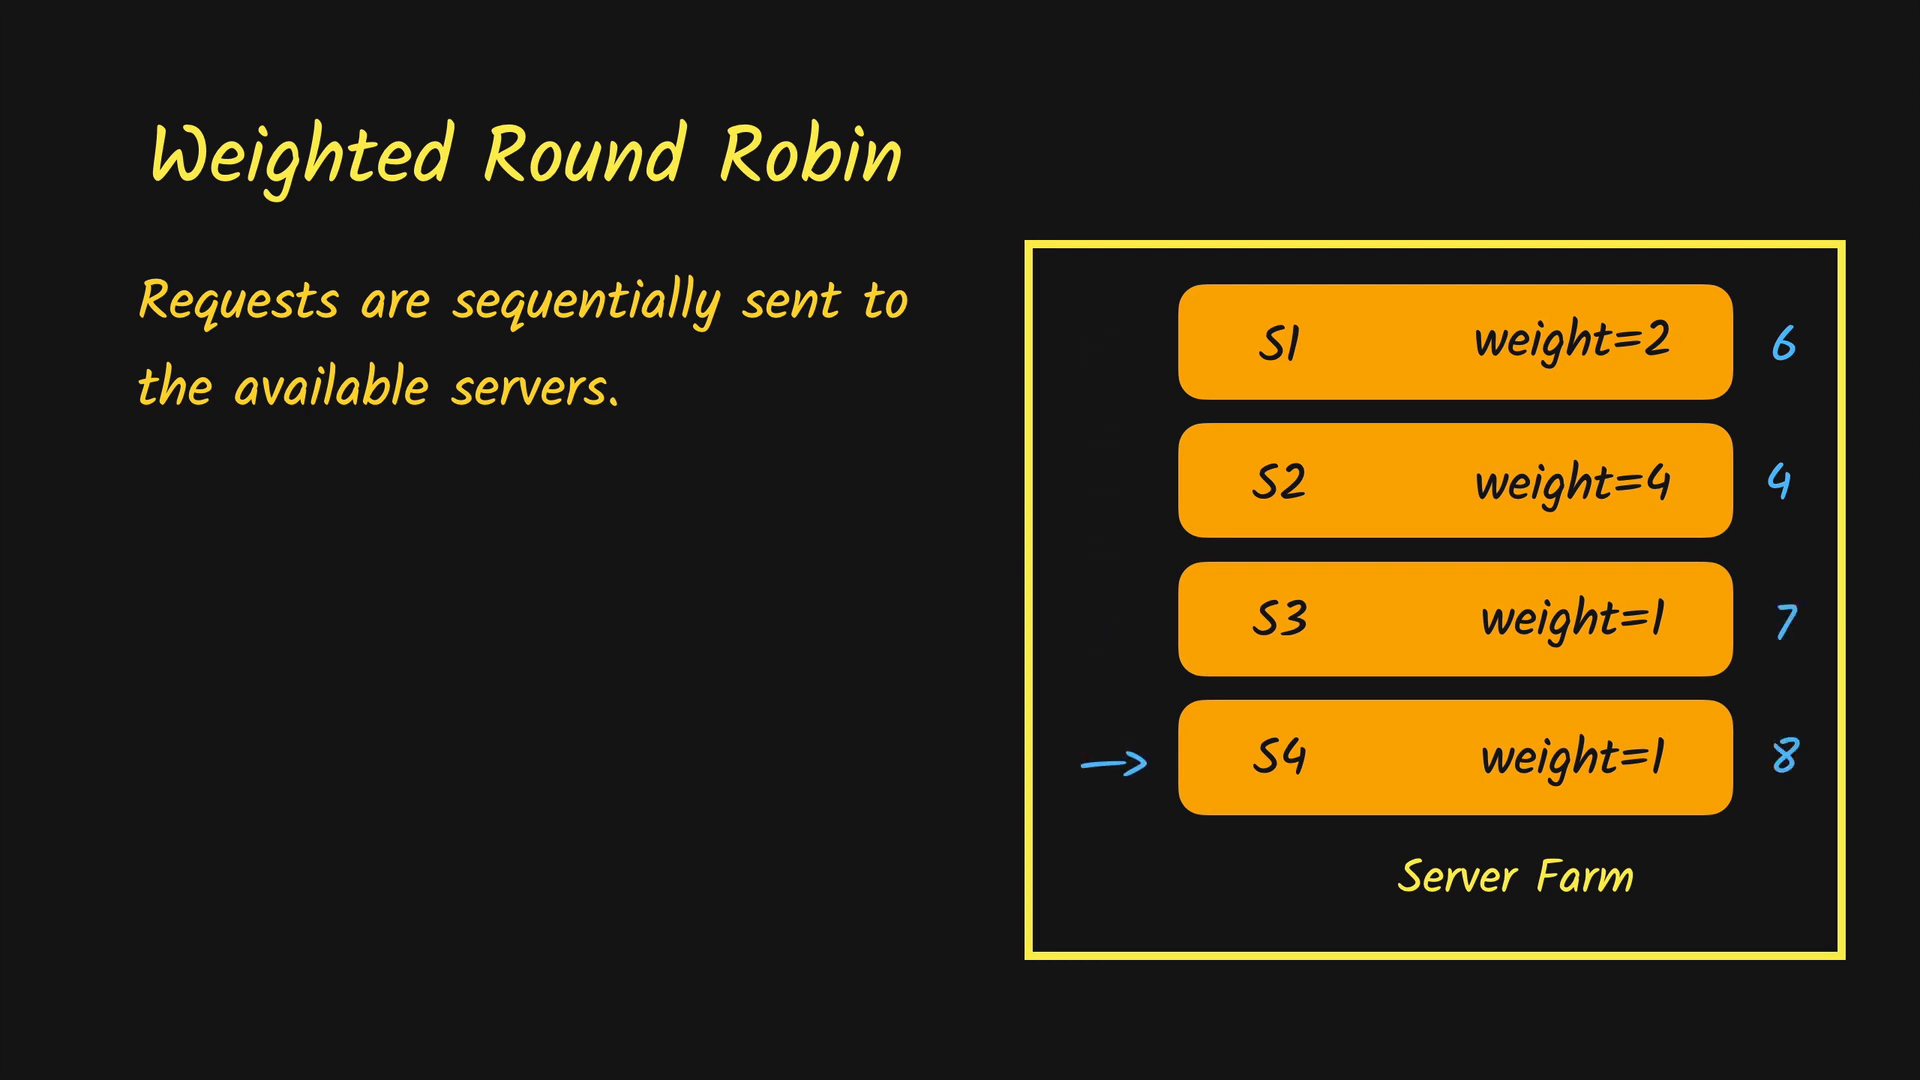 Weighted Round Robin
Requests are sequentially sent to
the available servers.
S1 weight=2 6
S2 weight=4 4
S3 weight=1 7
→ S4 weight=1 8
Server Farm